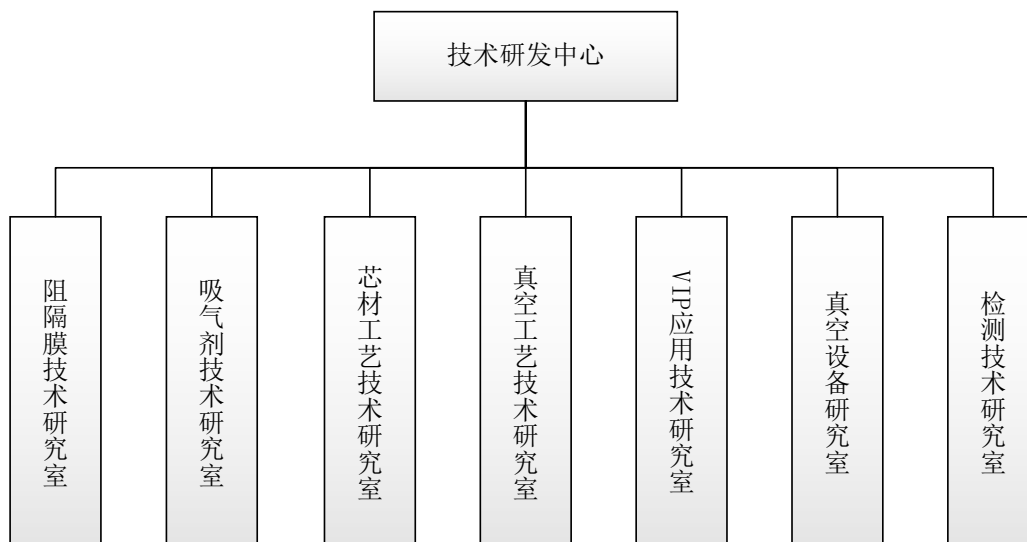 技术研发中心
阻隔膜技术研究室
吸气剂技术研究室
芯材工艺技术研究室
真空工艺技术研究室
VIP应用技术研究室
真空设备研究室
检测技术研究室